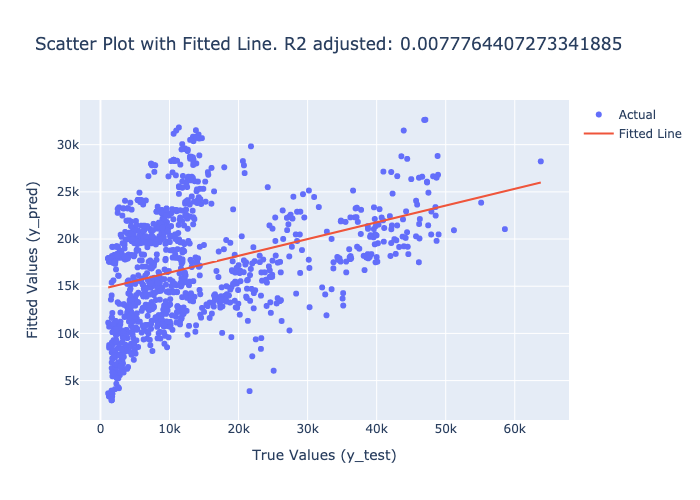 Scatter Plot with Fitted Line. R2 adjusted: 0.0077764407273341885
Actual
Fitted Line
30k
25k
20k
15k
10k
5k
Fitted Values (y_pred)
0
10k
20k
30k
40k
50k
60k
True Values (y_test)